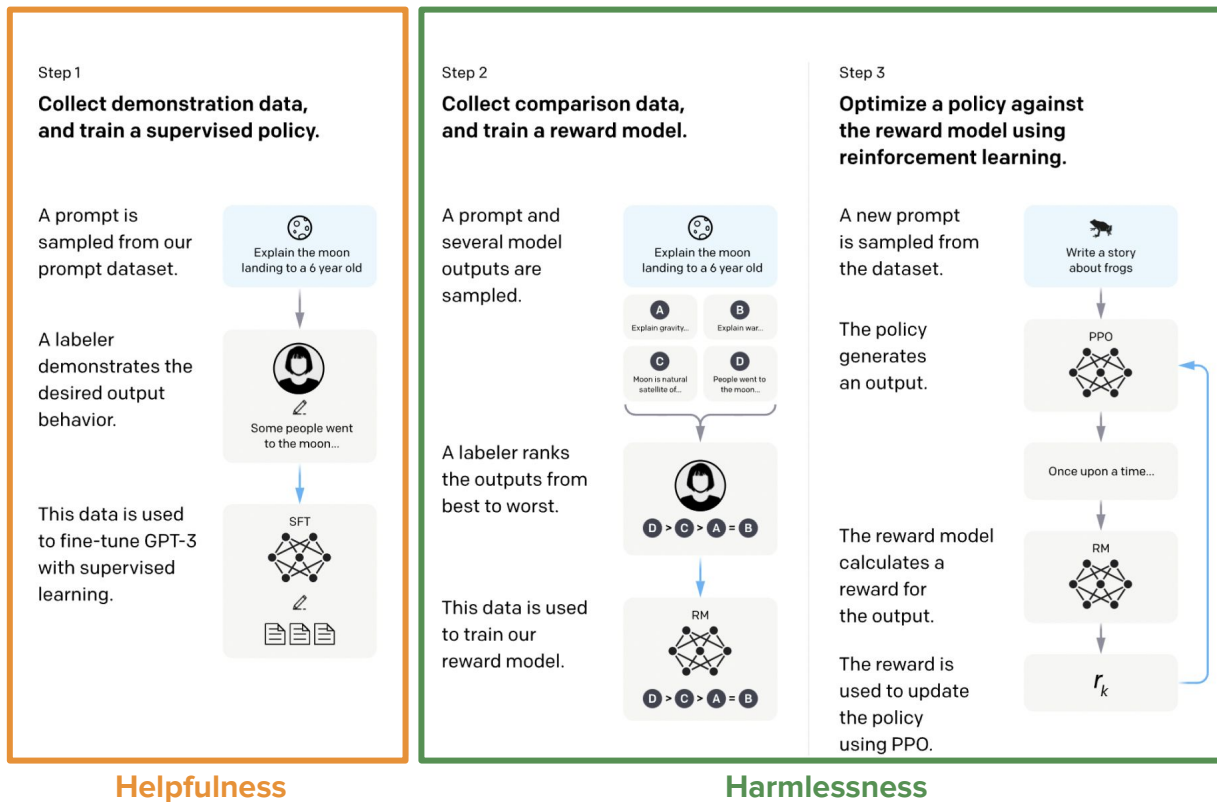 Step 1
Collect demonstration data,
and train a supervised policy.
A prompt is
sampled from our
prompt dataset.
Explain the moon
landing to a 6 year old
A labeler
demonstrates the
desired output
behavior.
Some people went
to the moon...
This data is used
to fine-tune GPT-3
with supervised
learning.
SFT
Step 2
Collect comparison data,
and train a reward model.
A prompt and
several model
outputs are
sampled.
Explain the moon
landing to a 6 year old
A
Explain gravity...
B
Explain war...
C
Moon is natural
satellite of...
D
People went to
the moon...
A labeler ranks
the outputs from
best to worst.
D > C > A = B
This data is used
to train our
reward model.
RM
D > C > A = B
Step 3
Optimize a policy against
the reward model using
reinforcement learning.
A new prompt
is sampled from
the dataset.
Write a story
about frogs
The policy
generates
an output.
PPO
Once upon a time...
The reward model
calculates a
reward for
the output.
RM
The reward is
used to update
the policy
using PPO.
rₖ
Helpfulness
Harmlessness